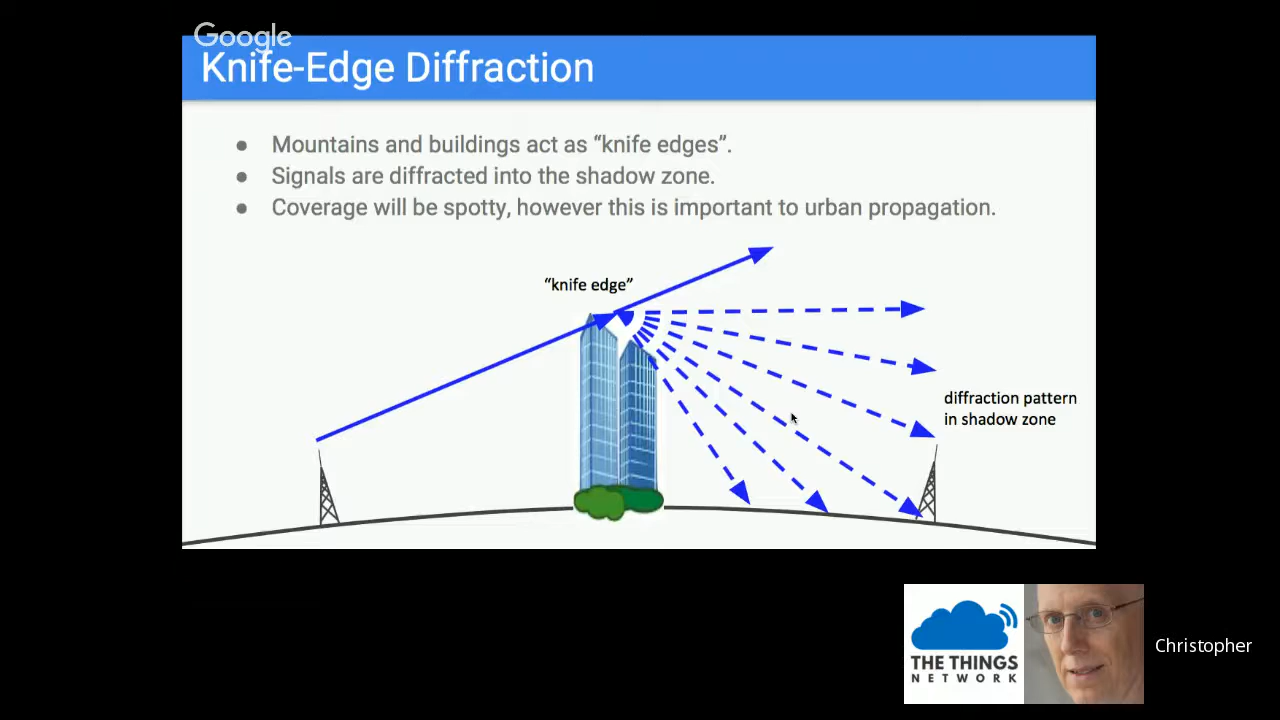 Google
Knife-Edge Diffraction
Mountains and buildings act as “knife edges”.
Signals are diffracted into the shadow zone.
Coverage will be spotty, however this is important to urban propagation.
“knife edge”
diffraction pattern
in shadow zone
THE THINGS
NETWORK
Christopher